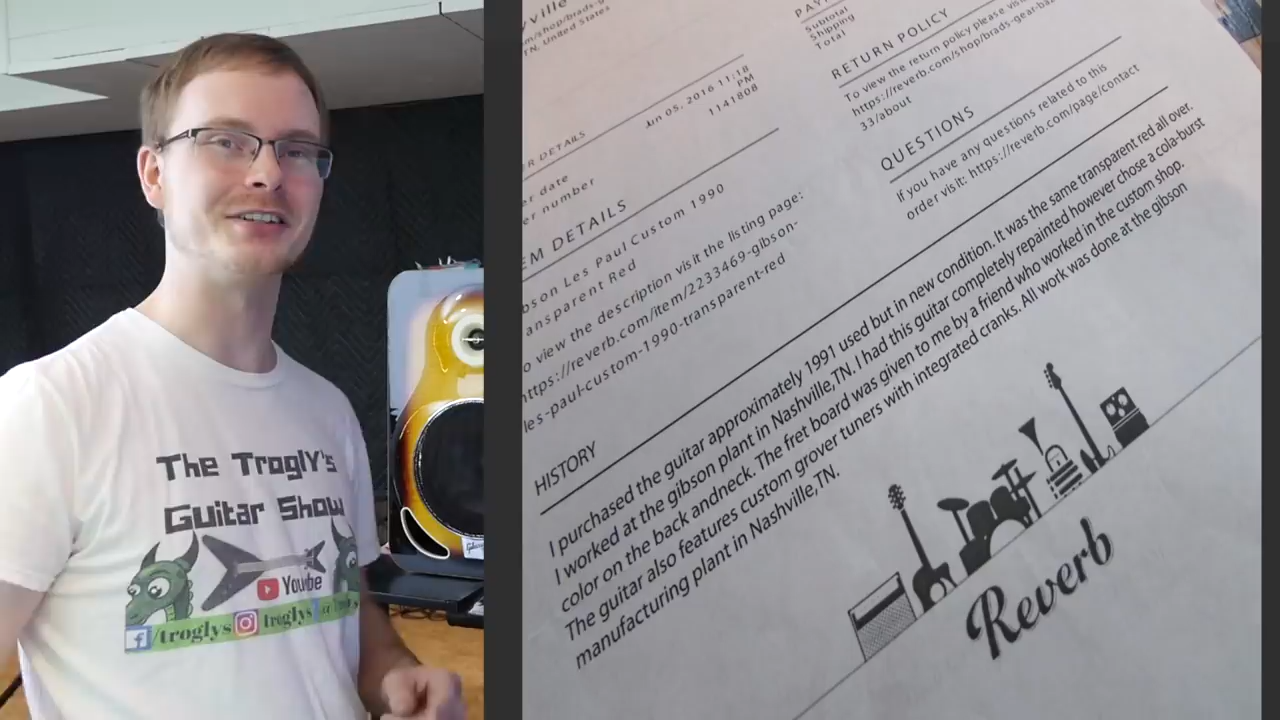 The TroglY's
Guitar Show
YouTube
f/troglys troglys
ville
TN, United States
DETAILS
Jun 05, 2016 11:18
PM
1141808
Les Paul Custom 1990
Red
view the description visit the listing page:
https://reverb.com/item/2233469-gibson-
les-paul-custom-1990-transparent-red
Subtotal
Shipping
Total
RETURN POLICY
To view the return policy please visit
https://reverb.com/shop/brads-gear-baz
33/about
QUESTIONS
If you have any questions related to this
order visit: https://reverb.com/page/contact
HISTORY
I purchased the guitar approximately 1991 used but in new condition. It was the same transparent red all over.
I worked at the gibson plant in Nashville,TN. I had this guitar completely repainted however chose a cola-burst
color on the back andneck. The fret board was given to me by a friend who worked in the custom shop.
The guitar also features custom grover tuners with integrated cranks. All work was done at the gibson
manufacturing plant in Nashville,TN.
Reverb